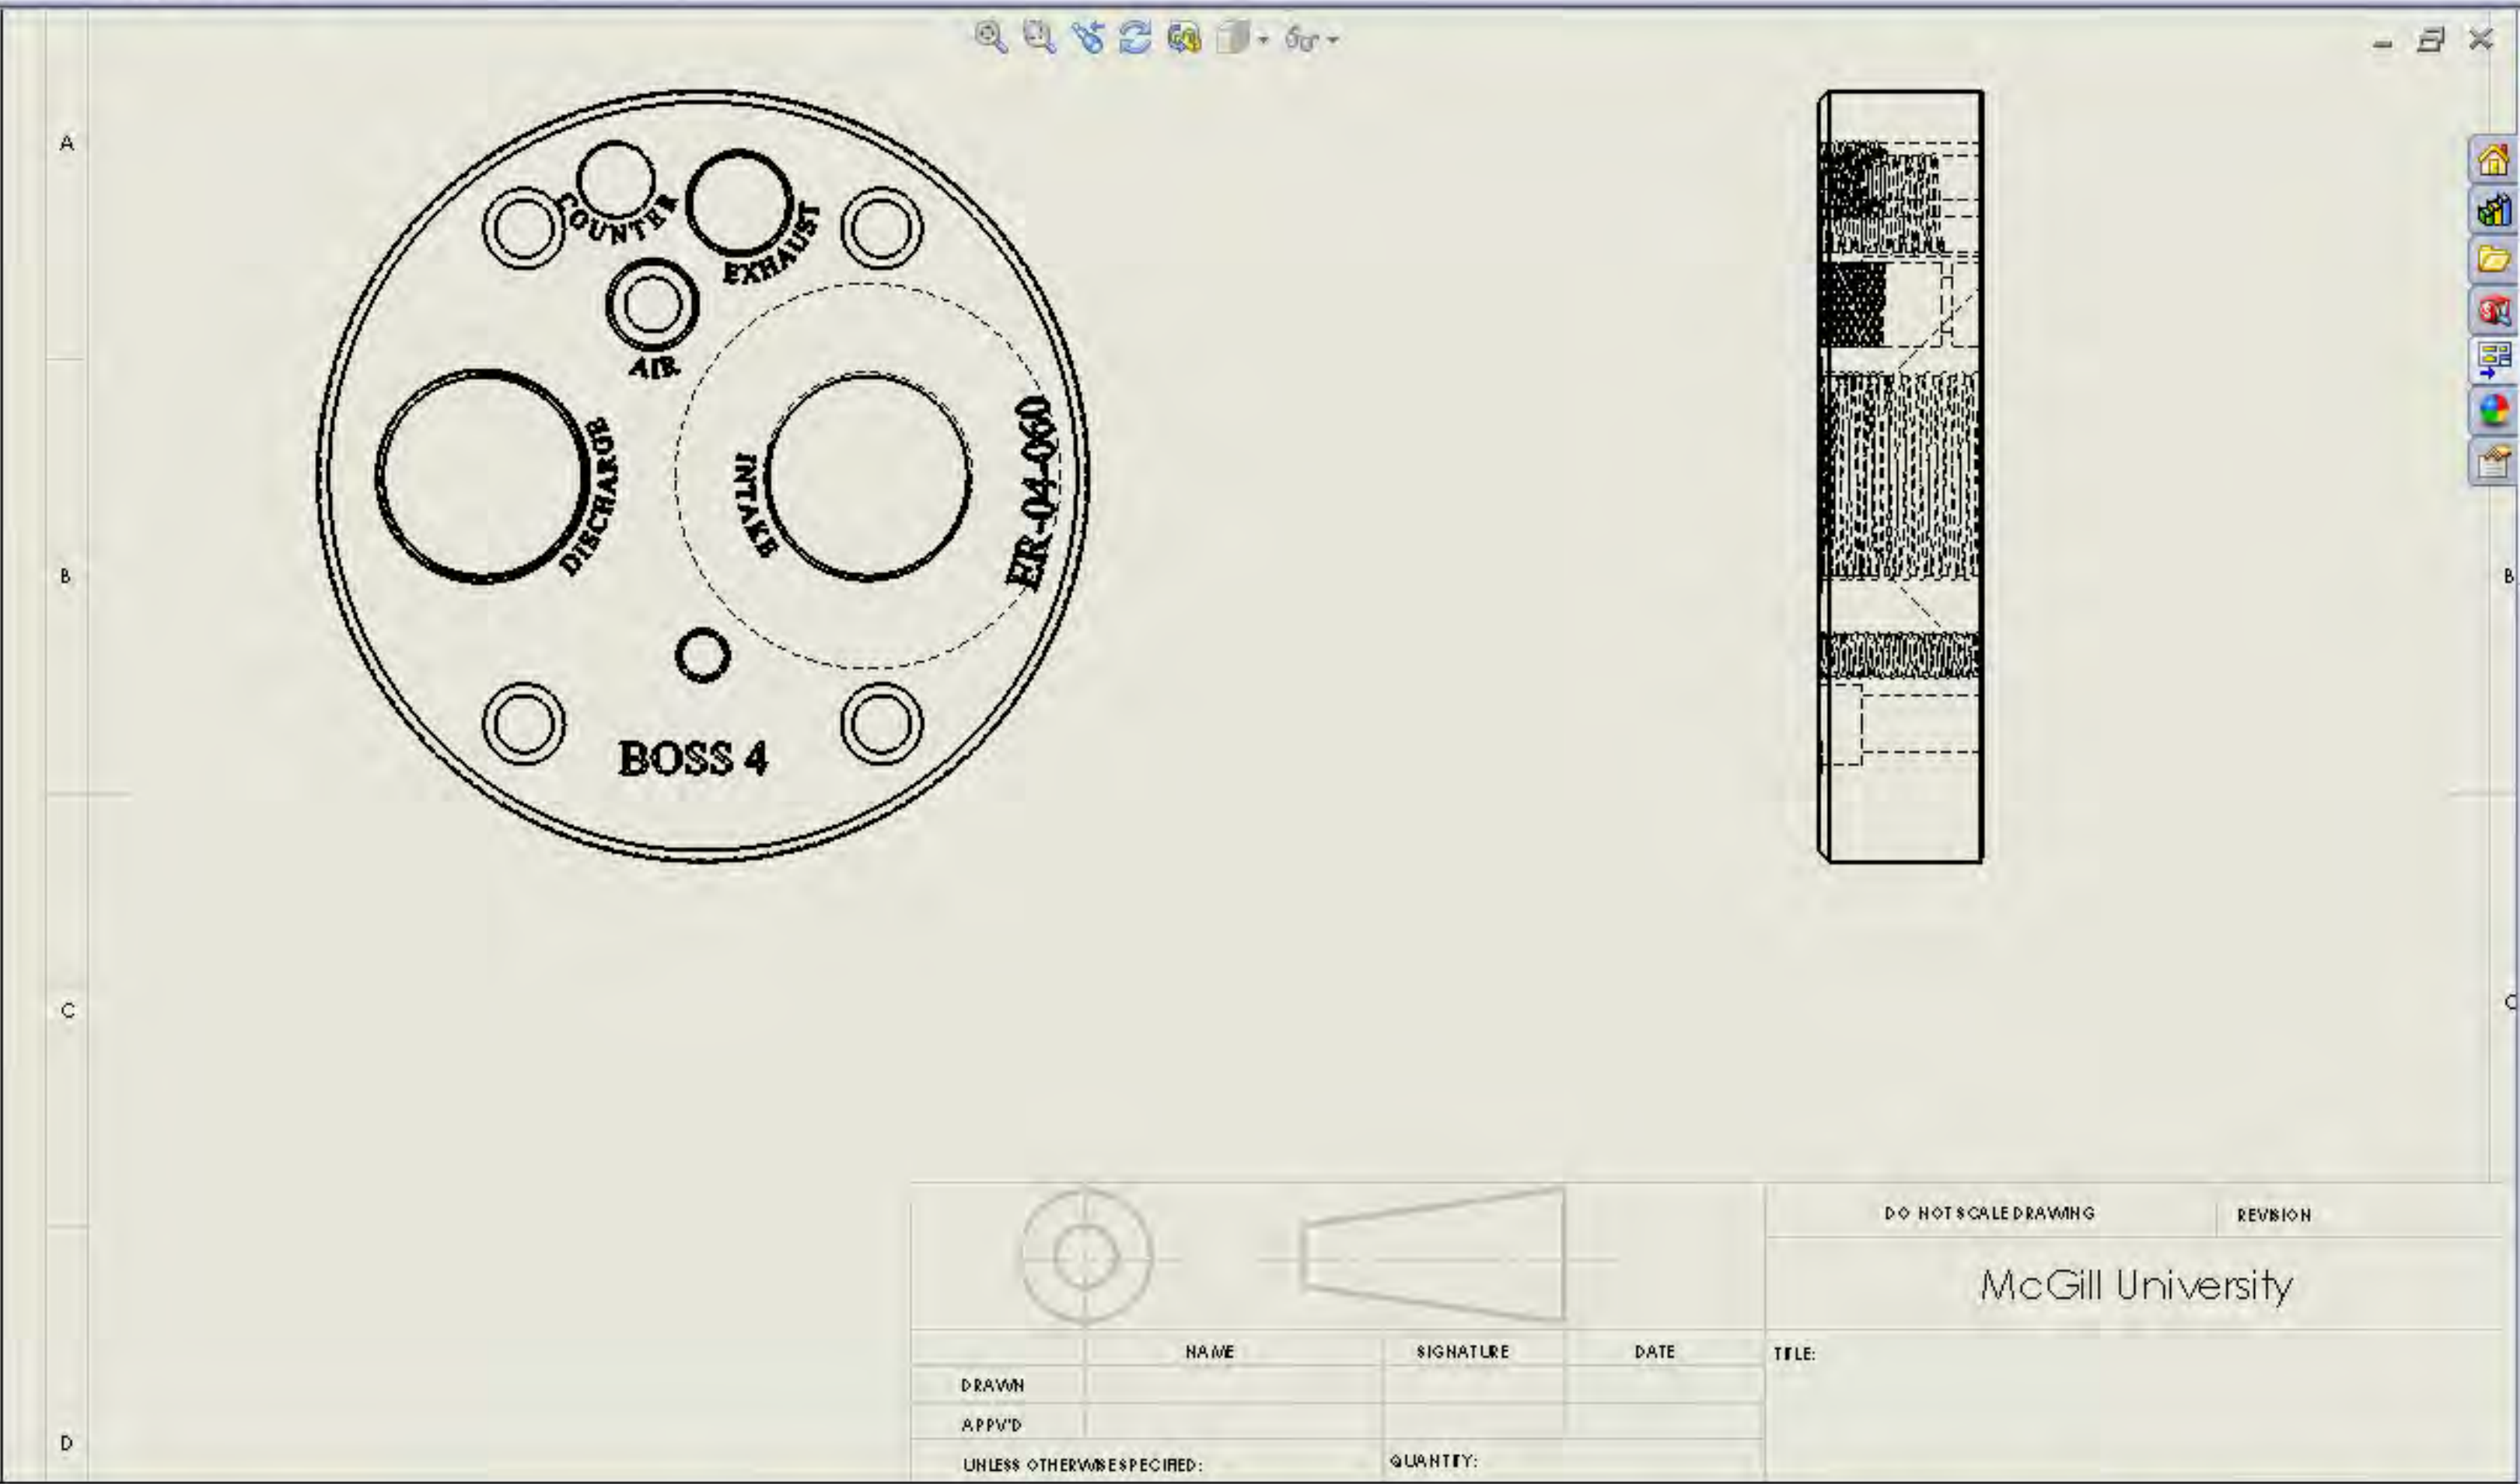 A
COUNTER
EXHAUST
AIR
DISCHARGE
INTAKE
ER-04-060
B
B
BOSS 4
C
C
DO NOT SCALE DRAWING
REVISION
McGill University
NAME
SIGNATURE
DATE
TITLE:
DRAWN
APPV'D
D
UNLESS OTHERWISE SPECIFIED:
QUANTITY: